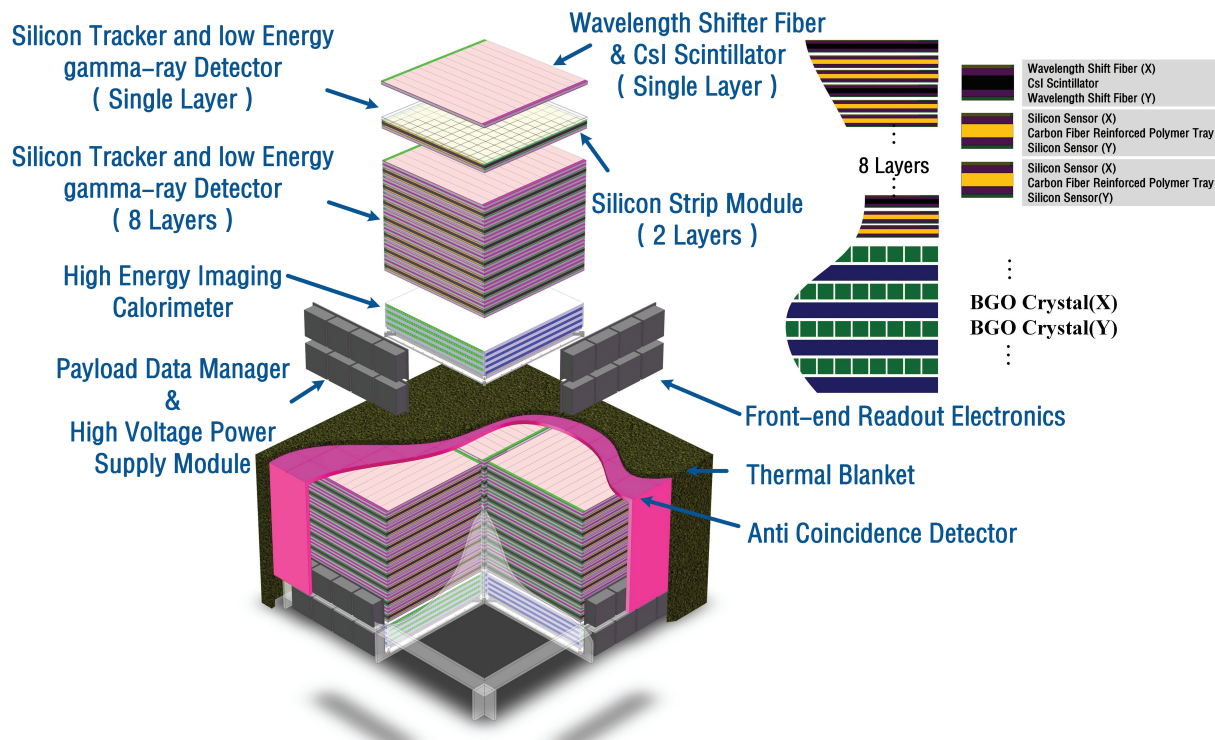 Silicon Tracker and low Energy
gamma-ray Detector
( Single Layer )
Silicon Tracker and low Energy
gamma-ray Detector
( 8 Layers )
High Energy Imaging
Calorimeter
Payload Data Manager
&
High Voltage Power
Supply Module
Wavelength Shifter Fiber
& CsI Scintillator
( Single Layer )
Silicon Strip Module
( 2 Layers )
Front-end Readout Electronics
Thermal Blanket
Anti Coincidence Detector
8 Layers
Wavelength Shift Fiber (X)
CsI Scintillator
Wavelength Shift Fiber (Y)
Silicon Sensor (X)
Carbon Fiber Reinforced Polymer Tray
Silicon Sensor (Y)
Silicon Sensor (X)
Carbon Fiber Reinforced Polymer Tray
Silicon Sensor(Y)
BGO Crystal(X)
BGO Crystal(Y)